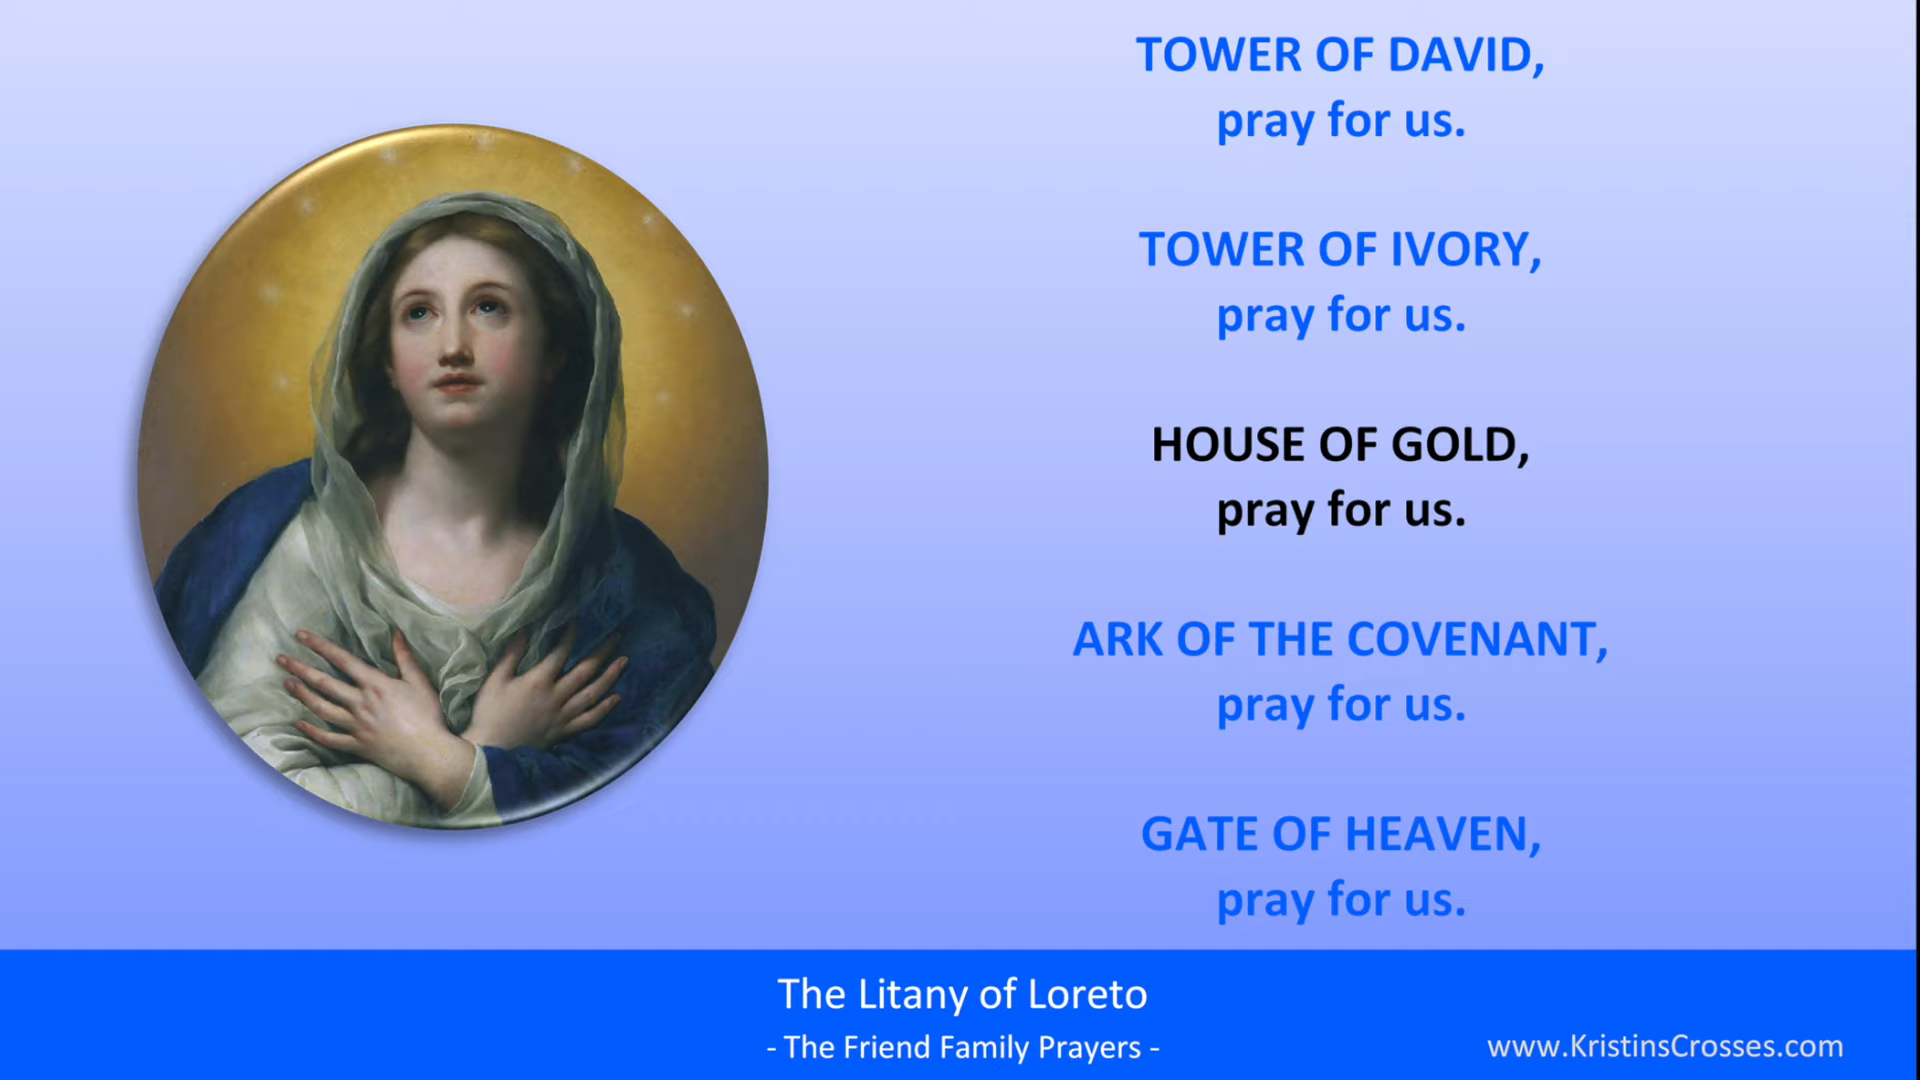 TOWER OF DAVID,
pray for us.
TOWER OF IVORY,
pray for us.
HOUSE OF GOLD,
pray for us.
ARK OF THE COVENANT,
pray for us.
GATE OF HEAVEN,
pray for us.
The Litany of Loreto
- The Friend Family Prayers -
www.KristinsCrosses.com